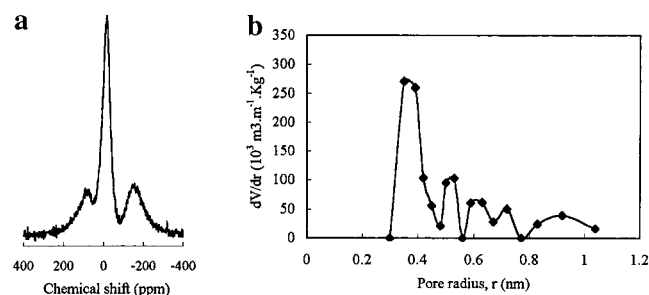 a
400 200 0 -200 -400
Chemical shift (ppm)
b
dV/dr (10³ m3.m⁻¹.Kg⁻¹)
350
300
250
200
150
100
50
0
0 0.2 0.4 0.6 0.8 1 1.2
Pore radius, r (nm)